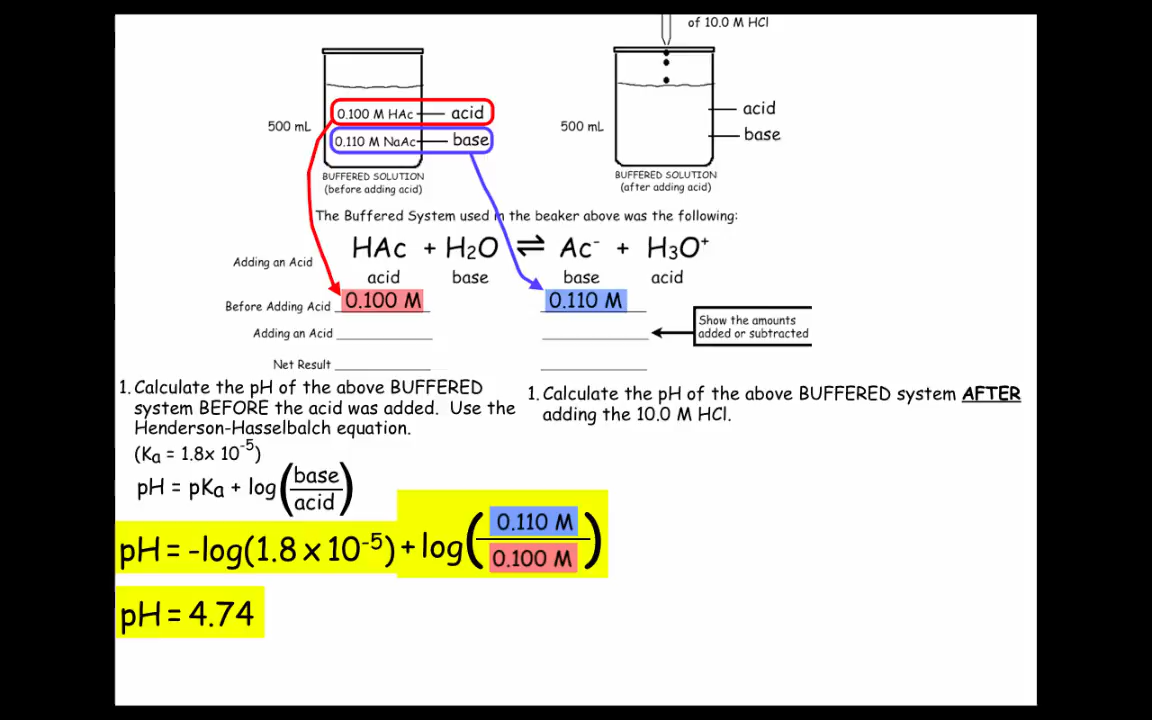 of 10.0 M HCl
500 mL
0.100 M HAc acid
0.110 M NaAc base
BUFFERED SOLUTION
(before adding acid)
500 mL
acid
base
BUFFERED SOLUTION
(after adding acid)
The Buffered System used in the beaker above was the following:
HAc + H₂O ⇌ Ac⁻ + H₃O⁺
Adding an Acid
acid base base acid
Before Adding Acid 0.100 M 0.110 M
Adding an Acid
Show the amounts
added or subtracted
Net Result
1. Calculate the pH of the above BUFFERED
system BEFORE the acid was added. Use the
Henderson-Hasselbalch equation.
(Ka = 1.8x 10⁻⁵)
pH = pKa + log(base/acid)
pH = -log(1.8 x 10⁻⁵) + log(0.110 M/0.100 M)
pH = 4.74
1. Calculate the pH of the above BUFFERED system AFTER
adding the 10.0 M HCl.